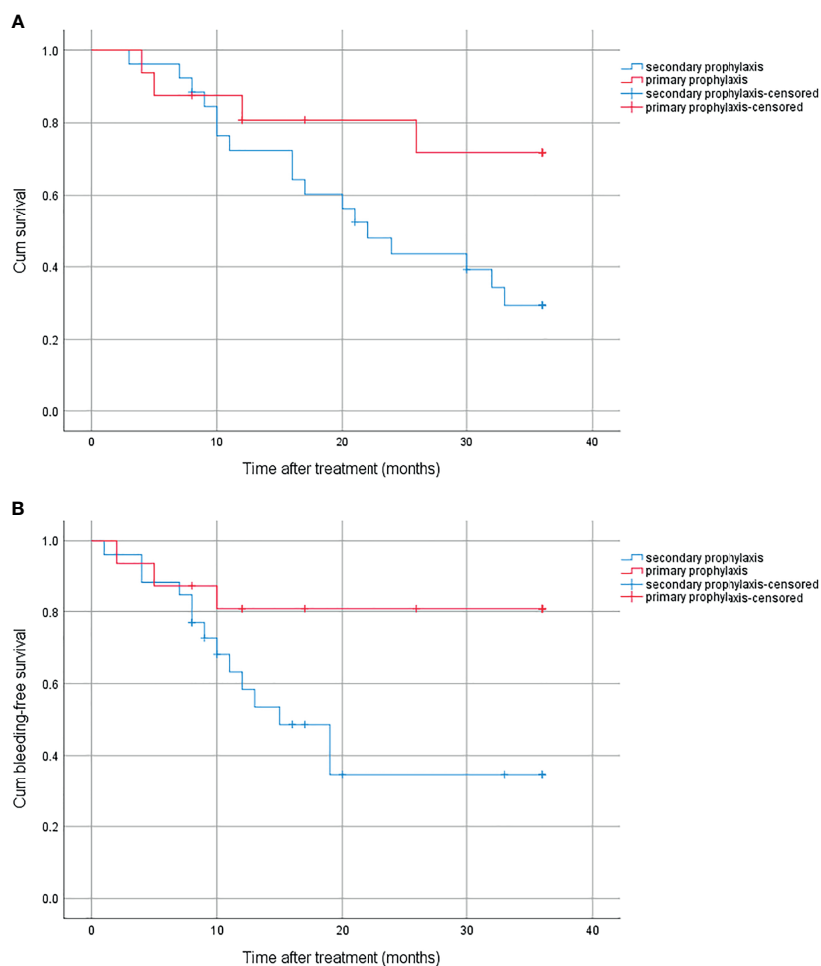 A
1.0
0.8
0.6
0.4
0.2
0.0
Cum survival
0 10 20 30 40
Time after treatment (months)
secondary prophylaxis
primary prophylaxis
secondary prophylaxis-censored
primary prophylaxis-censored
B
1.0
0.8
0.6
0.4
0.2
0.0
Cum bleeding-free survival
0 10 20 30 40
Time after treatment (months)
secondary prophylaxis
primary prophylaxis
secondary prophylaxis-censored
primary prophylaxis-censored